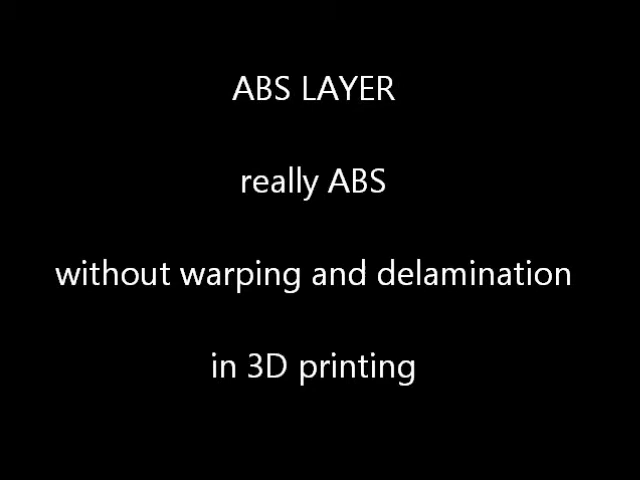 ABS LAYER
really ABS
without warping and delamination
in 3D printing